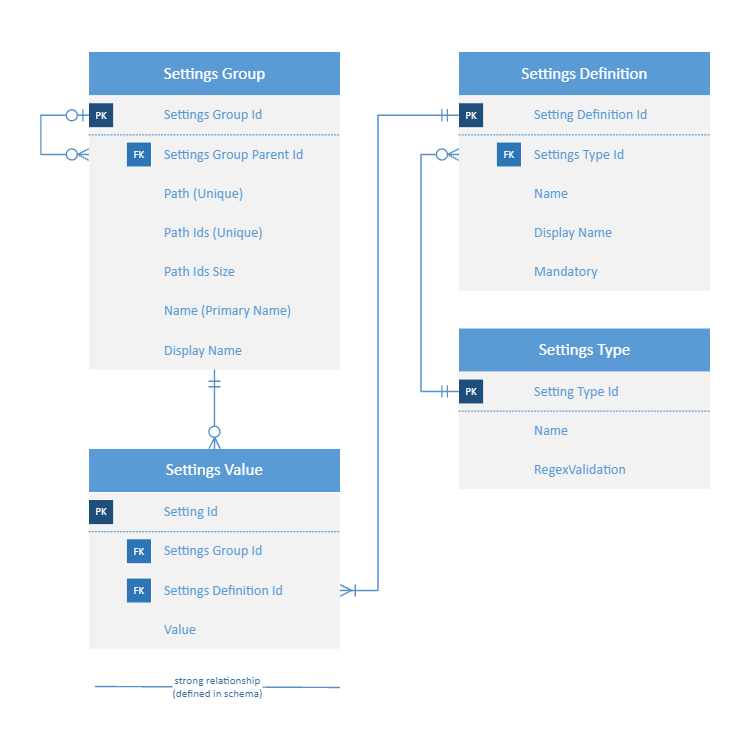 Settings Group
PK Settings Group Id
FK Settings Group Parent Id
Path (Unique)
Path Ids (Unique)
Path Ids Size
Name (Primary Name)
Display Name
Settings Definition
PK Setting Definition Id
FK Settings Type Id
Name
Display Name
Mandatory
Settings Type
PK Setting Type Id
Name
RegexValidation
Settings Value
PK Setting Id
FK Settings Group Id
FK Settings Definition Id
Value
strong relationship
(defined in schema)